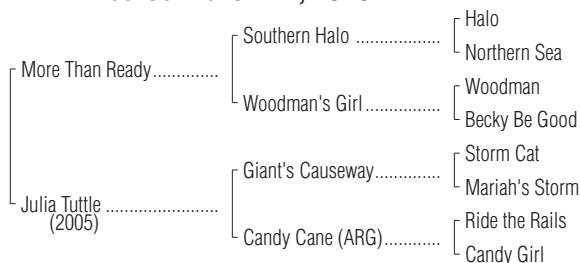 Halo
Southern Halo ..................
Northern Sea
More Than Ready..............
Woodman
Woodman's Girl................
Becky Be Good
Storm Cat
Giant's Causeway..............
Mariah's Storm
Julia Tuttle .......................
(2005)
Ride the Rails
Candy Cane (ARG)............
Candy Girl